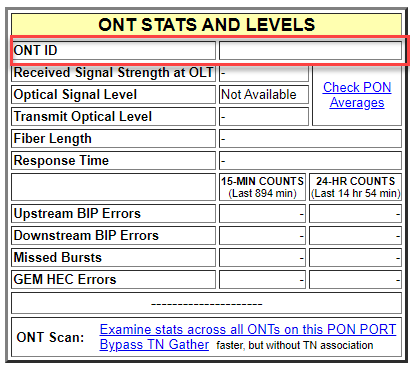 ONT STATS AND LEVELS
ONT ID
Received Signal Strength at OLT -
Optical Signal Level Not Available
Check PON
Averages
Transmit Optical Level -
Fiber Length -
Response Time -
15-MIN COUNTS 24-HR COUNTS
(Last 894 min) (Last 14 hr 54 min)
Upstream BIP Errors - -
Downstream BIP Errors - -
Missed Bursts - -
GEM HEC Errors - -
--------------------
ONT Scan: Examine stats across all ONTs on this PON PORT
Bypass TN Gather faster, but without TN association